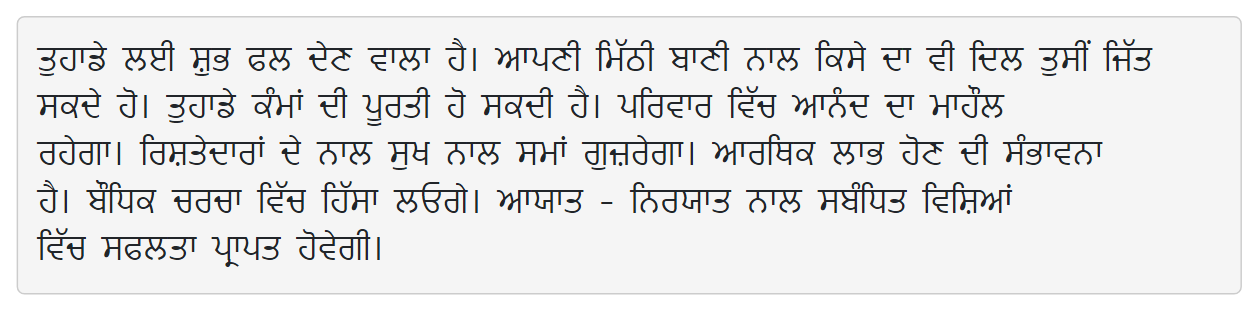 ਤੁਹਾਡੇ ਲਈ ਸ਼ੁਭ ਫਲ ਦੇਣ ਵਾਲਾ ਹੈ। ਆਪਣੀ ਮਿੱਠੀ ਬਾਣੀ ਨਾਲ ਕਿਸੇ ਦਾ ਵੀ ਦਿਲ ਤੁਸੀਂ ਜਿੱਤ
ਸਕਦੇ ਹੋ। ਤੁਹਾਡੇ ਕੰਮਾਂ ਦੀ ਪੂਰਤੀ ਹੋ ਸਕਦੀ ਹੈ। ਪਰਿਵਾਰ ਵਿੱਚ ਆਨੰਦ ਦਾ ਮਾਹੌਲ
ਰਹੇਗਾ। ਰਿਸ਼ਤੇਦਾਰਾਂ ਦੇ ਨਾਲ ਸੁਖ ਨਾਲ ਸਮਾਂ ਗੁਜ਼ਰੇਗਾ। ਆਰਥਿਕ ਲਾਭ ਹੋਣ ਦੀ ਸੰਭਾਵਨਾ
ਹੈ। ਬੌਧਿਕ ਚਰਚਾ ਵਿੱਚ ਹਿੱਸਾ ਲਓਗੇ। ਆਯਾਤ - ਨਿਰਯਾਤ ਨਾਲ ਸਬੰਧਿਤ ਵਿਸ਼ਿਆਂ
ਵਿੱਚ ਸਫਲਤਾ ਪ੍ਰਾਪਤ ਹੋਵੇਗੀ।